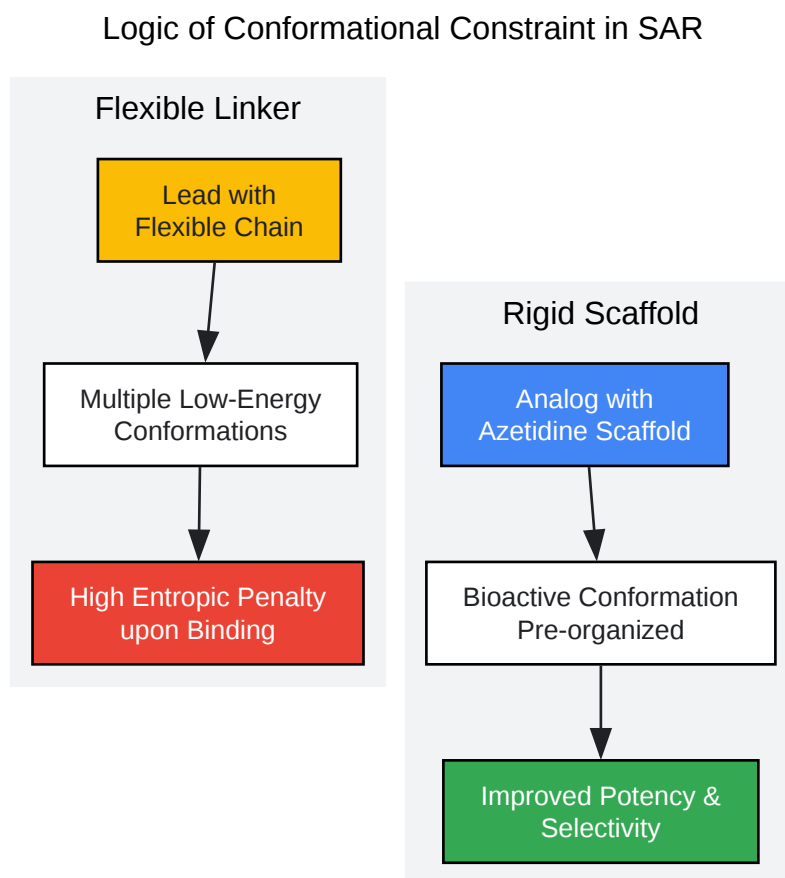 Logic of Conformational Constraint in SAR
Flexible Linker
Lead with
Flexible Chain
Multiple Low-Energy
Conformations
High Entropic Penalty
upon Binding
Rigid Scaffold
Analog with
Azetidine Scaffold
Bioactive Conformation
Pre-organized
Improved Potency &
Selectivity